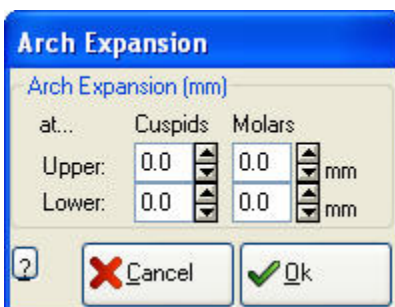 Arch Expansion
Arch Expansion (mm)
at... Cuspids Molars
Upper: 0.0 0.0 mm
Lower: 0.0 0.0 mm
? Cancel Ok